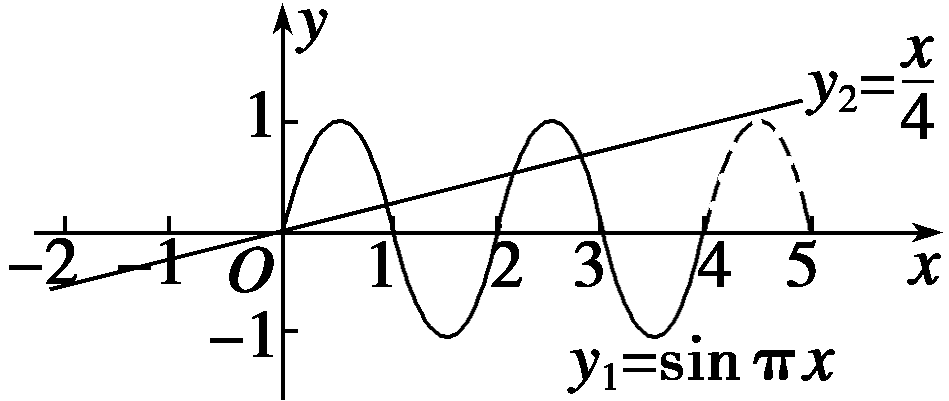 y
y₂=x/4
1
−2 −1 O 1 2 3 4 5 x
−1
y₁=sin πx